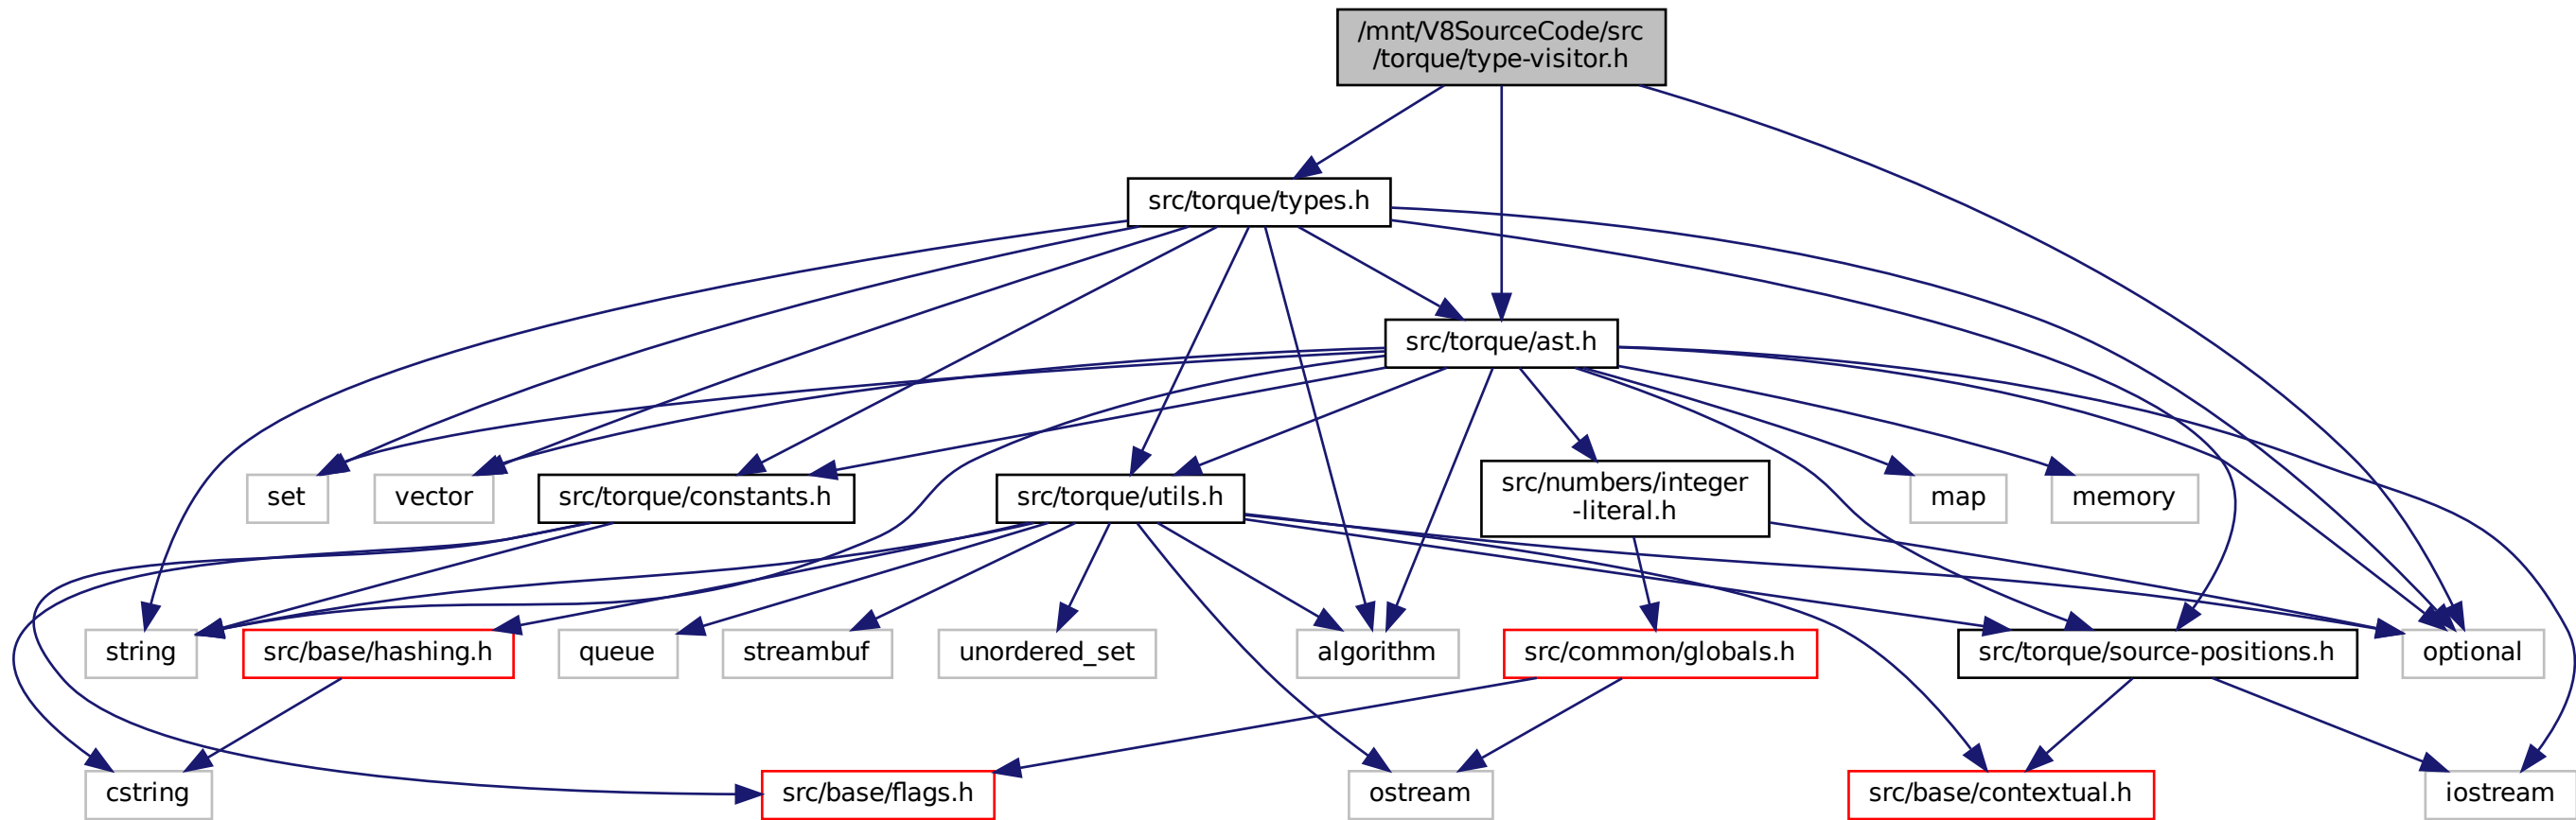 /mnt/V8SourceCode/src
/torque/type-visitor.h
src/torque/types.h
src/torque/ast.h
set
vector
src/torque/constants.h
src/torque/utils.h
src/numbers/integer
-literal.h
map
memory
string
src/base/hashing.h
queue
streambuf
unordered_set
algorithm
src/common/globals.h
src/torque/source-positions.h
optional
cstring
src/base/flags.h
ostream
src/base/contextual.h
iostream